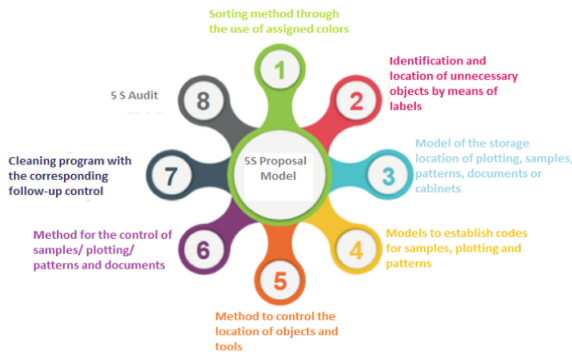 Sorting method through
the use of assigned colors
1
Identification and
location of unnecessary
objects by means of
labels
2
Model of the storage
location of plotting, samples,
patterns, documents or
cabinets
3
Models to establish codes
for samples, plotting and
patterns
4
Method to control the
location of objects and
tools
5
Method for the control of
samples/ plotting/
patterns and documents
6
Cleaning program with
the corresponding
follow-up control
7
5 S Audit
8
5S Proposal
Model